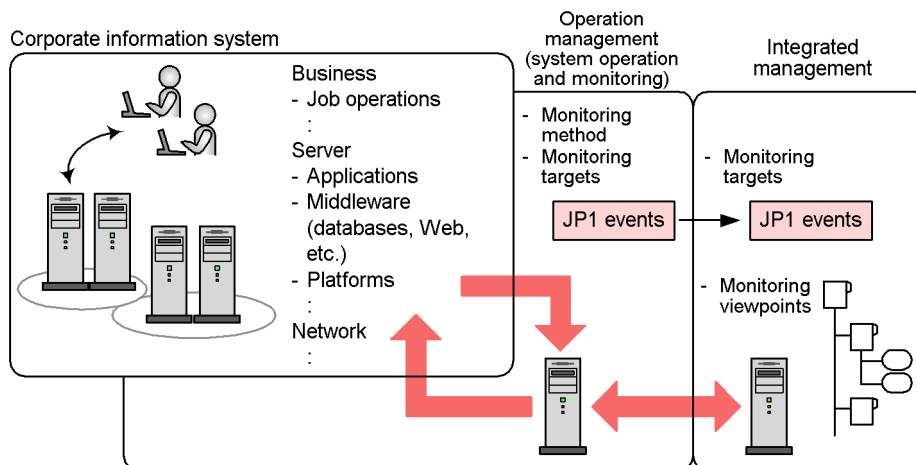 Corporate information system
Business
- Job operations
:
Server
- Applications
- Middleware
(databases, Web,
etc.)
- Platforms
:
Network
:
Operation
management
(system operation
and monitoring)
- Monitoring
method
- Monitoring
targets
JP1 events
Integrated
management
- Monitoring
targets
JP1 events
- Monitoring
viewpoints